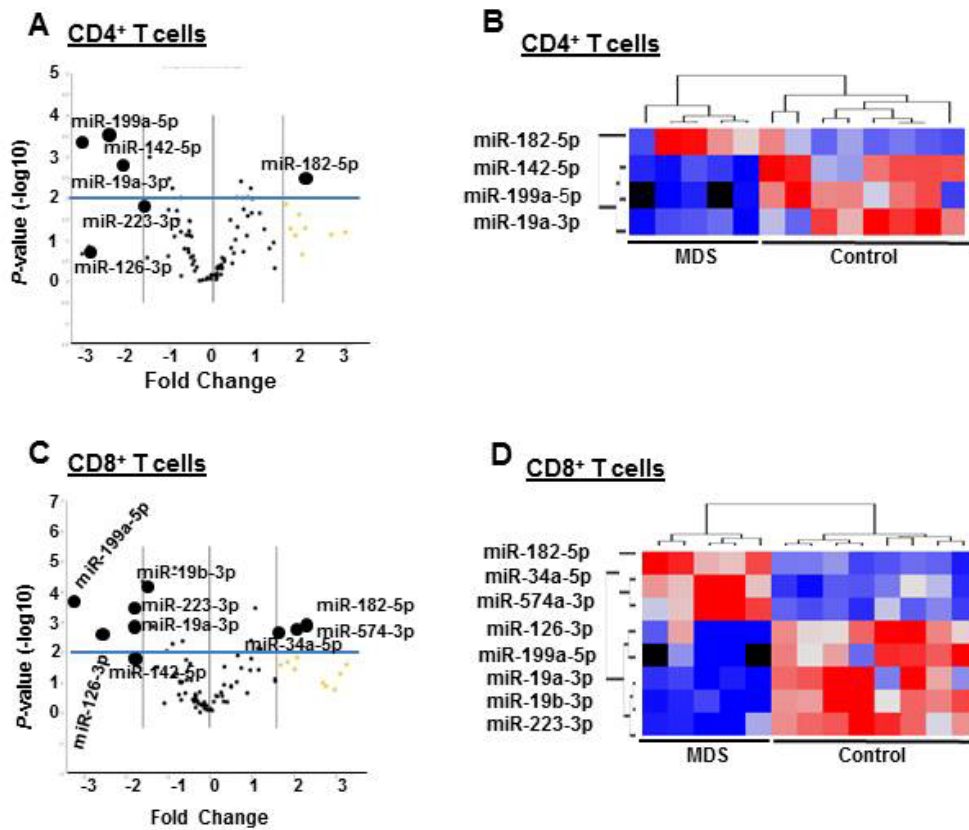 A
CD4+ T cells
P-value (-log10)
5
4
3
2
1
0
miR-199a-5p
miR-142-5p
miR-19a-3p
miR-223-3p
miR-126-3p
miR-182-5p
-3 -2 -1 0 1 2 3
Fold Change
B
CD4+ T cells
miR-182-5p
miR-142-5p
miR-199a-5p
miR-19a-3p
MDS Control
C
CD8+ T cells
P-value (-log10)
7
6
5
4
3
2
1
0
miR-199a-5p
miR-19b-3p
miR-223-3p
miR-19a-3p
miR-142-5p
miR-126-3p
miR-182-5p
miR-574-3p
miR-34a-5p
-3 -2 -1 0 1 2 3
Fold Change
D
CD8+ T cells
miR-182-5p
miR-34a-5p
miR-574a-3p
miR-126-3p
miR-199a-5p
miR-19a-3p
miR-19b-3p
miR-223-3p
MDS Control